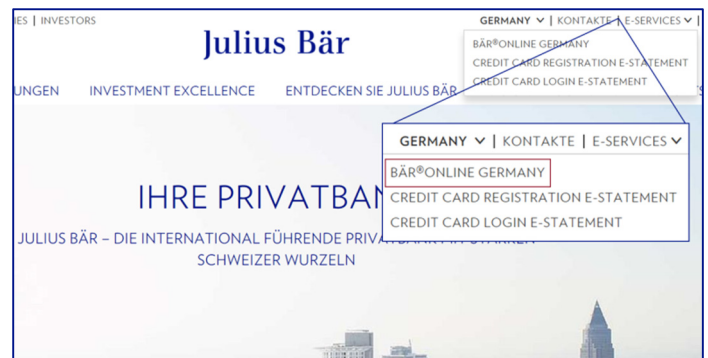 IES | INVESTORS
GERMANY | KONTAKTE | E-SERVICES |
Julius Bär
BÄR®ONLINE GERMANY
CREDIT CARD REGISTRATION E-STATEMENT
CREDIT CARD LOGIN E-STATEMENT
UNGEN INVESTMENT EXCELLENCE ENTDECKEN SIE JULIUS BÄR
GERMANY | KONTAKTE | E-SERVICES
BÄR®ONLINE GERMANY
CREDIT CARD REGISTRATION E-STATEMENT
CREDIT CARD LOGIN E-STATEMENT
IHRE PRIVATBAN
JULIUS BÄR – DIE INTERNATIONAL FÜHRENDE
SCHWEIZER WURZELN